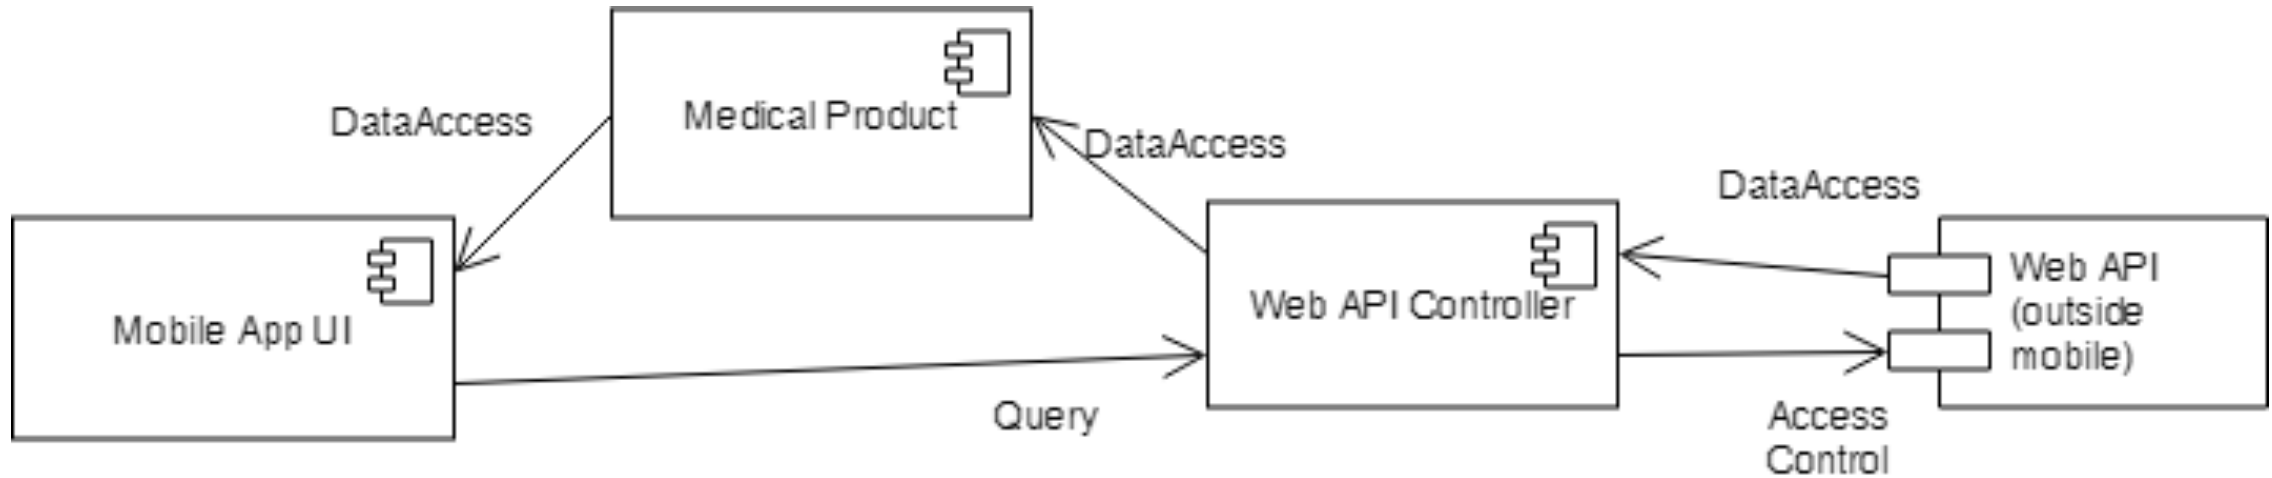 Medical Product
DataAccess
DataAccess
DataAccess
Mobile App UI
Web API Controller
Web API
(outside
mobile)
Query
Access
Control